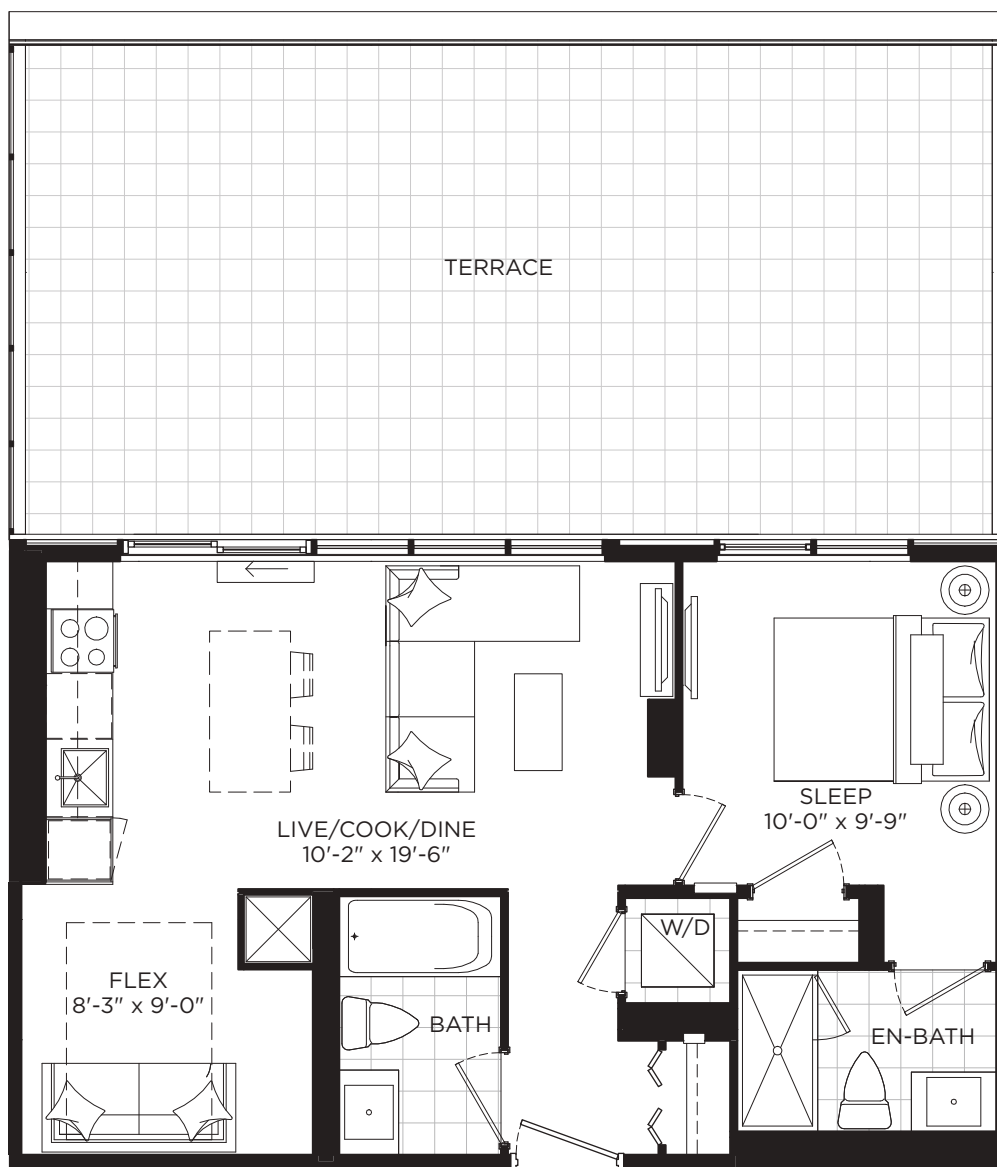 TERRACE
SLEEP
10'-0" x 9'-9"
LIVE/COOK/DINE
10'-2" x 19'-6"
W/D
FLEX
8'-3" x 9'-0"
BATH
EN-BATH